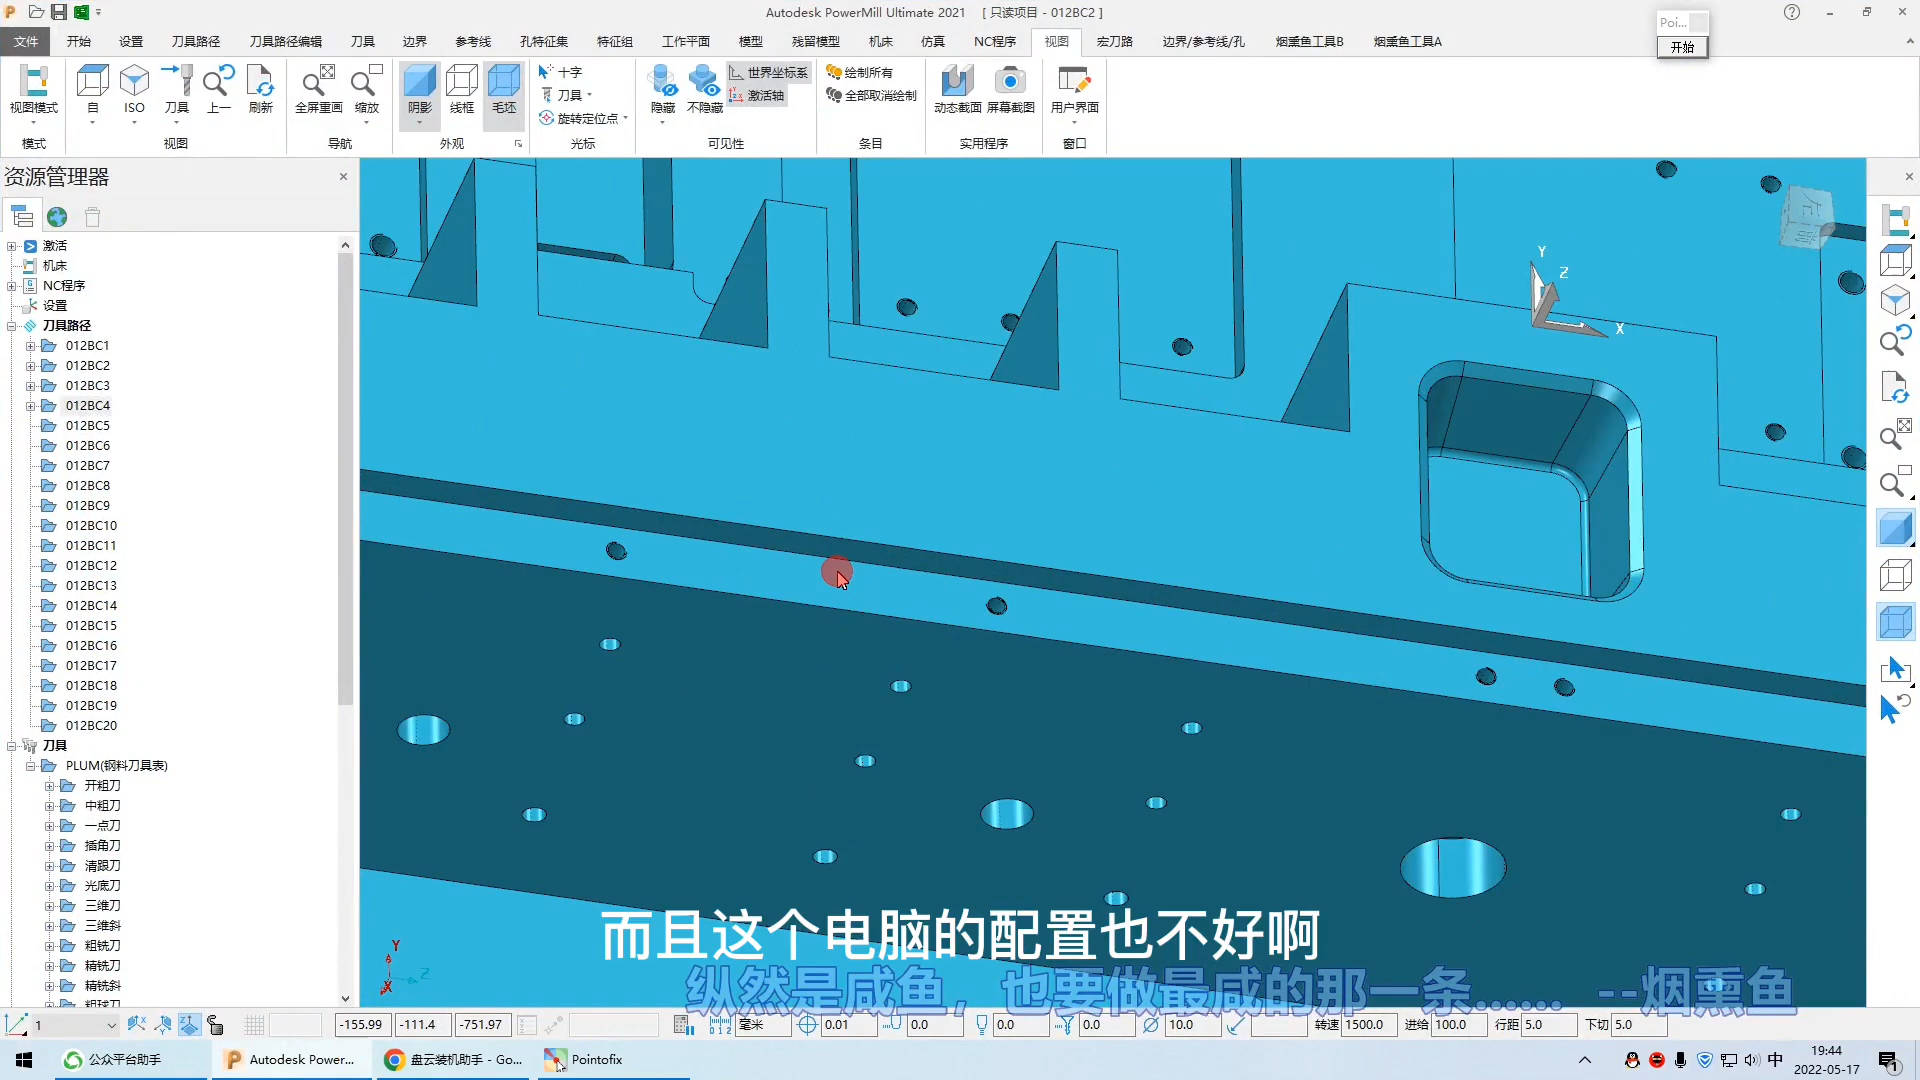 Autodesk PowerMill Ultimate 2021 [ 只读项目 - 012BC2 ]
Poi...
开始
文件 开始 设置 刀具路径 刀具路径编辑 刀具 边界 参考线 孔特征集 特征组 工作平面 模型 残留模型 机床 仿真 NC程序 视图 宏刀路 边界/参考线/孔 烟熏鱼工具B 烟熏鱼工具A
视图模式 自 ISO 刀具 上一 刷新 全屏重画 缩放 阴影 线框 毛坯
十字
刀具
旋转定位点
隐藏 不隐藏
世界坐标系
激活轴
绘制所有
全部取消绘制
动态截面 屏幕截图 用户界面
模式 视图 导航 外观 光标 可见性 条目 实用程序 窗口
资源管理器
激活
机床
NC程序
设置
刀具路径
012BC1
012BC2
012BC3
012BC4
012BC5
012BC6
012BC7
012BC8
012BC9
012BC10
012BC11
012BC12
012BC13
012BC14
012BC15
012BC16
012BC17
012BC18
012BC19
012BC20
刀具
PLUM(钢料刀具表)
开粗刀
中粗刀
一点刀
插角刀
清跟刀
光底刀
三维刀
三维斜
粗铣刀
精铣刀
精铣斜
粗球刀
Y
Z
X
Y
Z
X
而且这个电脑的配置也不好啊
纵然是咸鱼，也要做最咸的那一条...... --烟熏鱼
1 -155.99 -111.4 -751.97 毫米 0.01 0.0 0.0 0.0 10.0 转速 1500.0 进给 100.0 行距 5.0 下切 5.0
公众平台助手 Autodesk Power... 盘云装机助手 - Go... Pointofix 中 19:44
2022-05-17
1